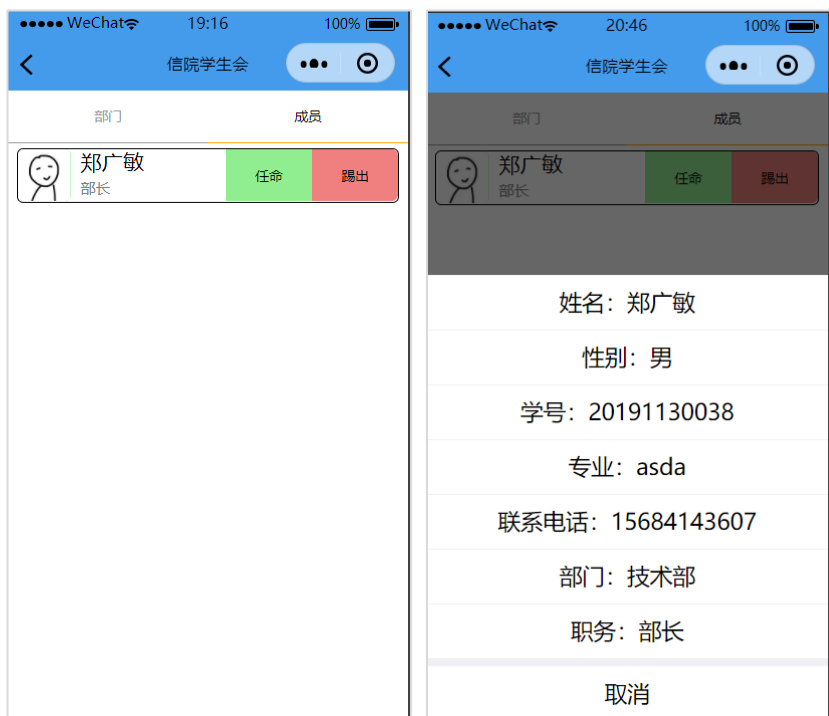 WeChat 19:16 100%
信院学生会
部门 成员
郑广敏
部长
任命 踢出
WeChat 20:46 100%
信院学生会
部门 成员
郑广敏
部长
任命 踢出
姓名：郑广敏
性别：男
学号：20191130038
专业：asda
联系电话：15684143607
部门：技术部
职务：部长
取消